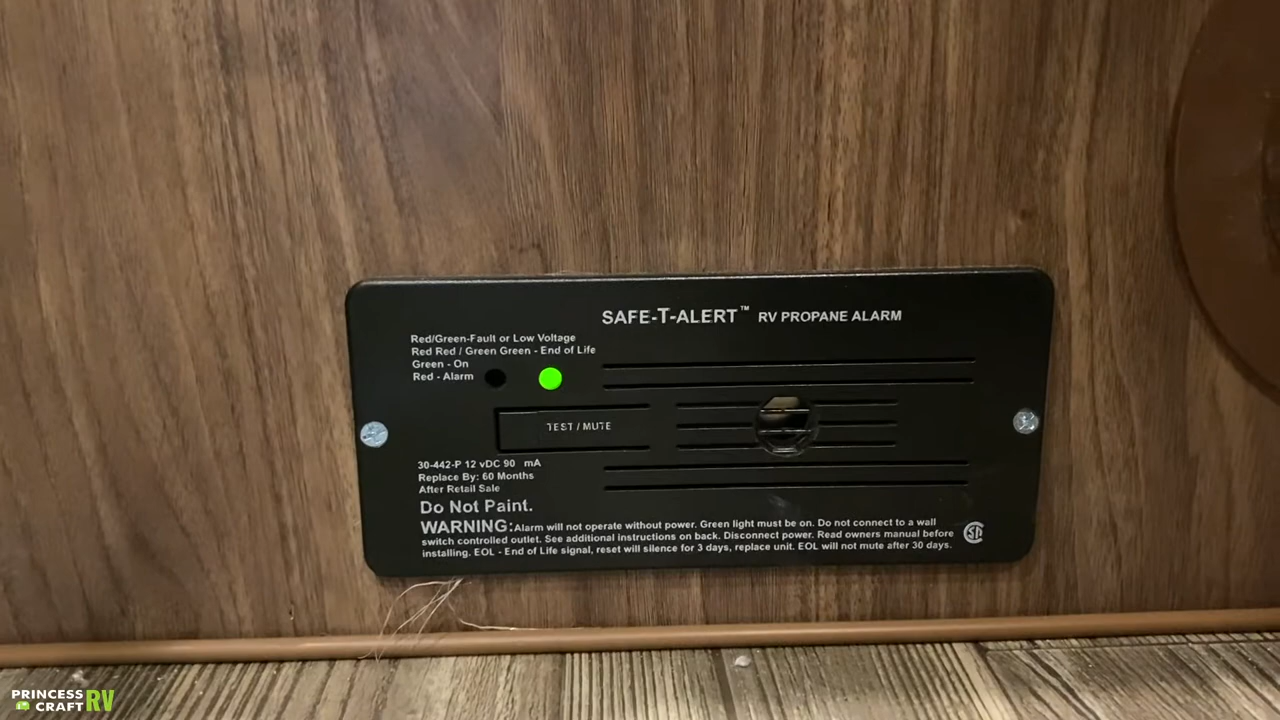 SAFE-T-ALERT™ RV PROPANE ALARM
Red/Green-Fault or Low Voltage
Red Red / Green Green - End of Life
Green - On
Red - Alarm
TEST / MUTE
30-442-P 12 vDC 90 mA
Replace By: 60 Months
After Retail Sale
Do Not Paint.
WARNING: Alarm will not operate without power. Green light must be on. Do not connect to a wall
switch controlled outlet. See additional instructions on back. Disconnect power. Read owners manual before
installing. EOL - End of Life signal, reset will silence for 3 days, replace unit. EOL will not mute after 30 days.
PRINCESS
CRAFT RV